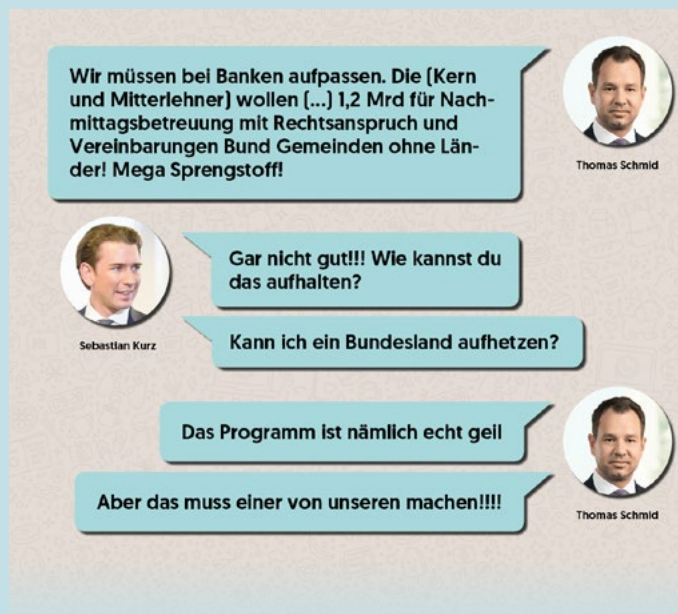 Wir müssen bei Banken aufpassen. Die (Kern
und Mitterlehner) wollen (...) 1,2 Mrd für Nach-
mittagsbetreuung mit Rechtsanspruch und
Vereinbarungen Bund Gemeinden ohne Län-
der! Mega Sprengstoff!
Thomas Schmid
Gar nicht gut!!! Wie kannst du
das aufhalten?
Sebastian Kurz
Kann ich ein Bundesland aufhetzen?
Das Programm ist nämlich echt geil
Aber das muss einer von unseren machen!!!!
Thomas Schmid